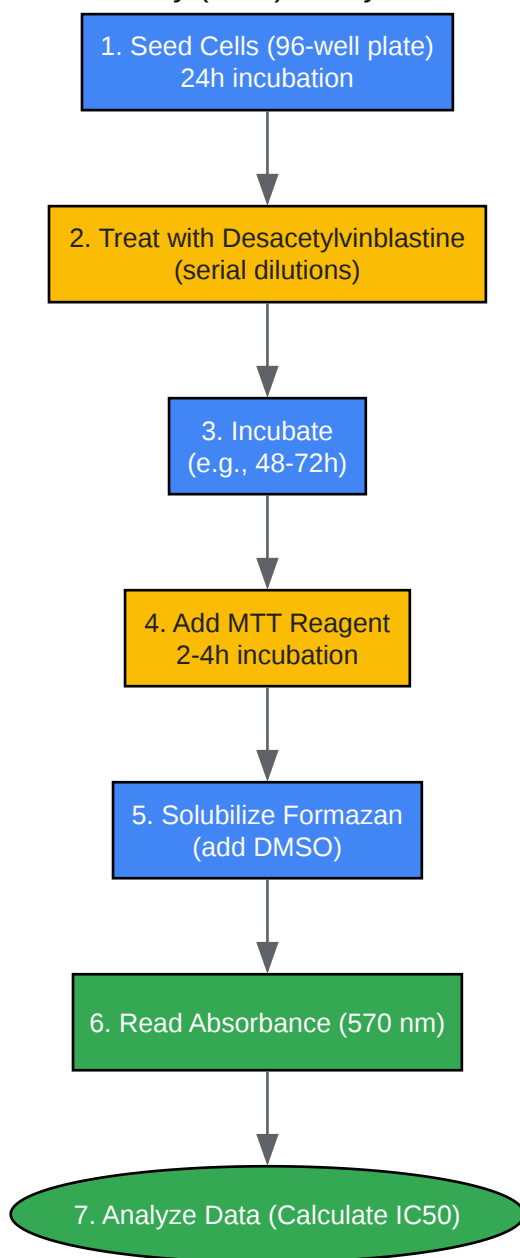 1. Seed Cells (96-well plate)
24h incubation
2. Treat with Desacetylvinblastine
(serial dilutions)
3. Incubate
(e.g., 48-72h)
4. Add MTT Reagent
2-4h incubation
5. Solubilize Formazan
(add DMSO)
6. Read Absorbance (570 nm)
7. Analyze Data (Calculate IC50)